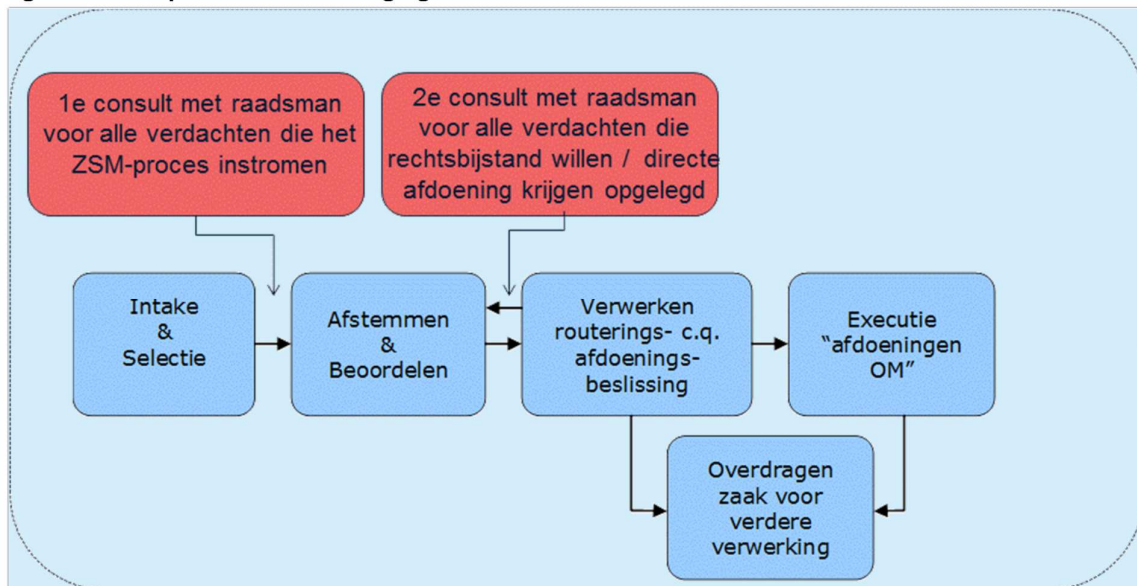 1e consult met raadsman
voor alle verdachten die het
ZSM-proces instromen
2e consult met raadsman
voor alle verdachten die
rechtsbijstand willen / directe
afdoening krijgen opgelegd
Intake
&
Selectie
Afstemmen
&
Beoordelen
Verwerken
routerings- c.q.
afdoenings-
beslissing
Executie
“afdoeningen
OM”
Overdragen
zaak voor
verdere
verwerking